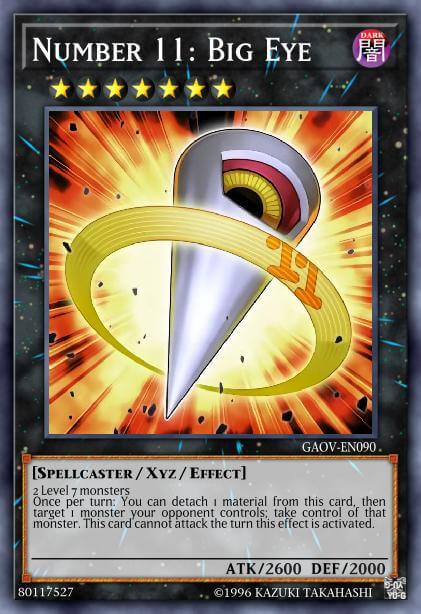 Number 11: Big Eye
DARK
闇
11
GAOV-EN090
[Spellcaster / Xyz / Effect]
2 Level 7 monsters
Once per turn: You can detach 1 material from this card, then
target 1 monster your opponent controls; take control of that
monster. This card cannot attack the turn this effect is activated.
ATK/2600 DEF/2000
80117527
©1996 KAZUKI TAKAHASHI